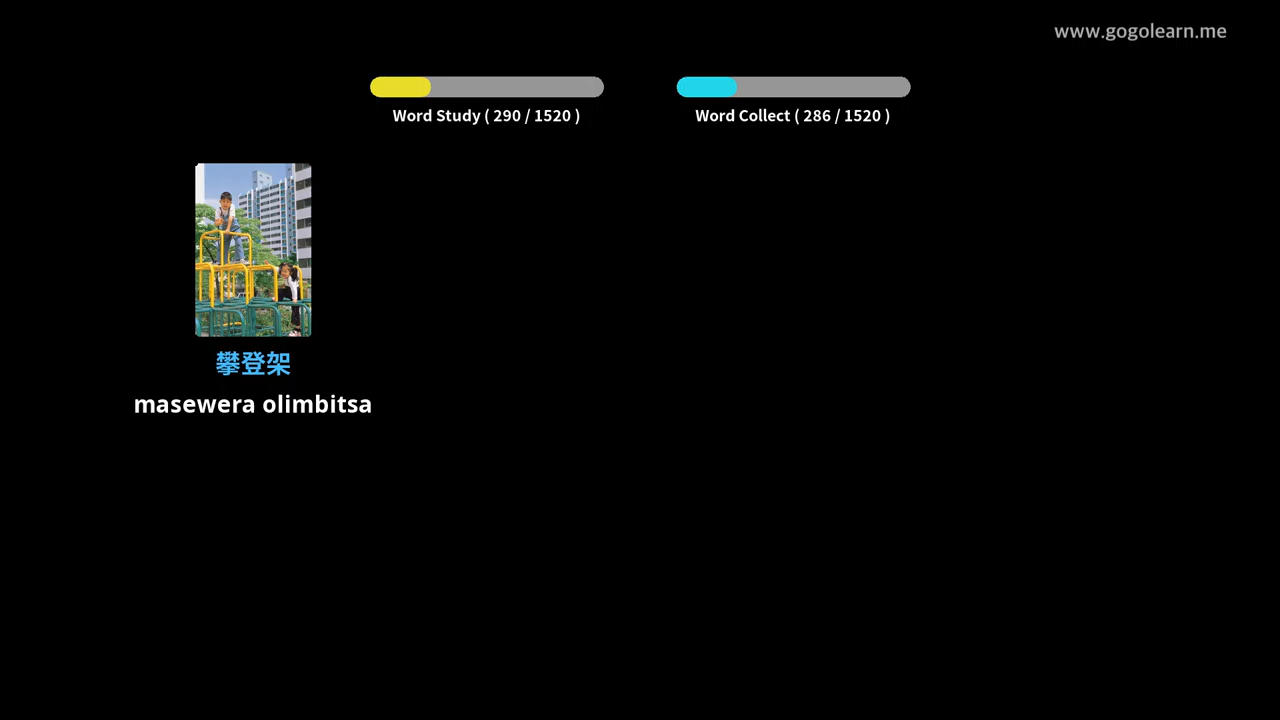 www.gogolearn.me
Word Study ( 290 / 1520 )
Word Collect ( 286 / 1520 )
攀登架
masewera olimbitsa